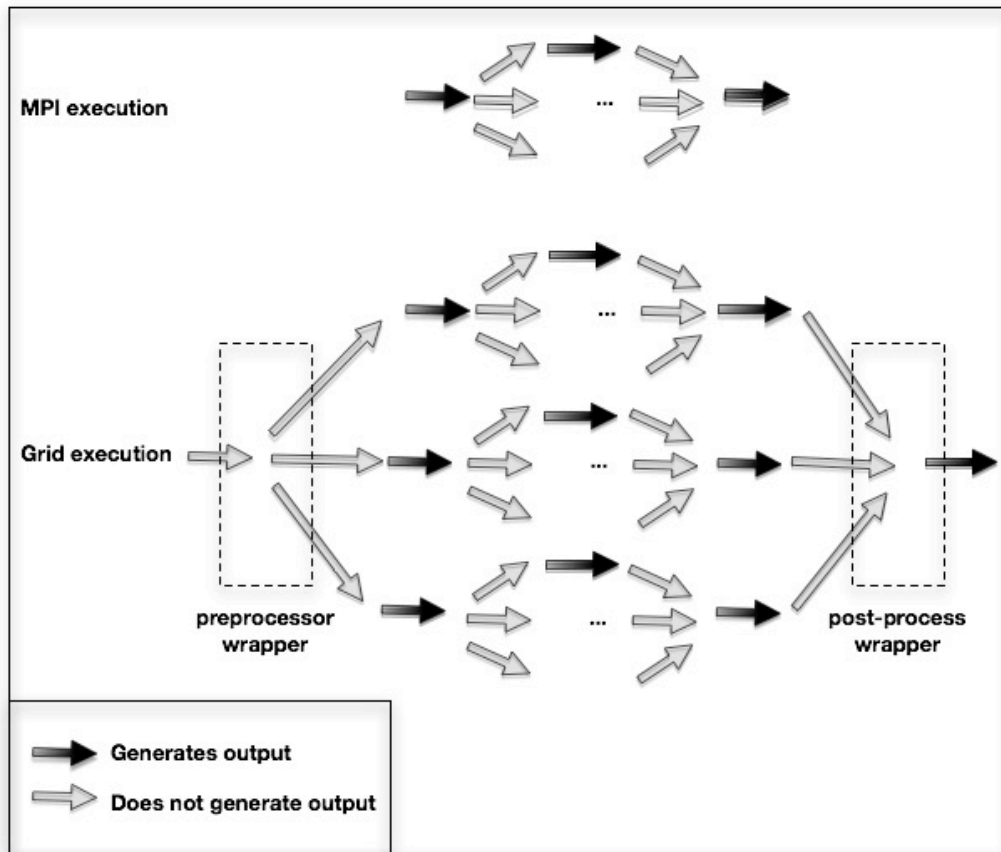 MPI execution
...
...
Grid execution
...
preprocessor
wrapper
...
post-process
wrapper
Generates output
Does not generate output